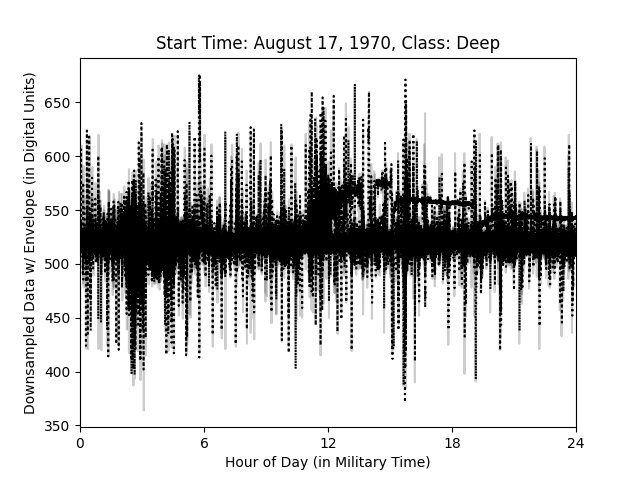 Start Time: August 17, 1970, Class: Deep
Downsampled Data w/ Envelope (in Digital Units)
650
600
550
500
450
400
350
0 6 12 18 24
Hour of Day (in Military Time)